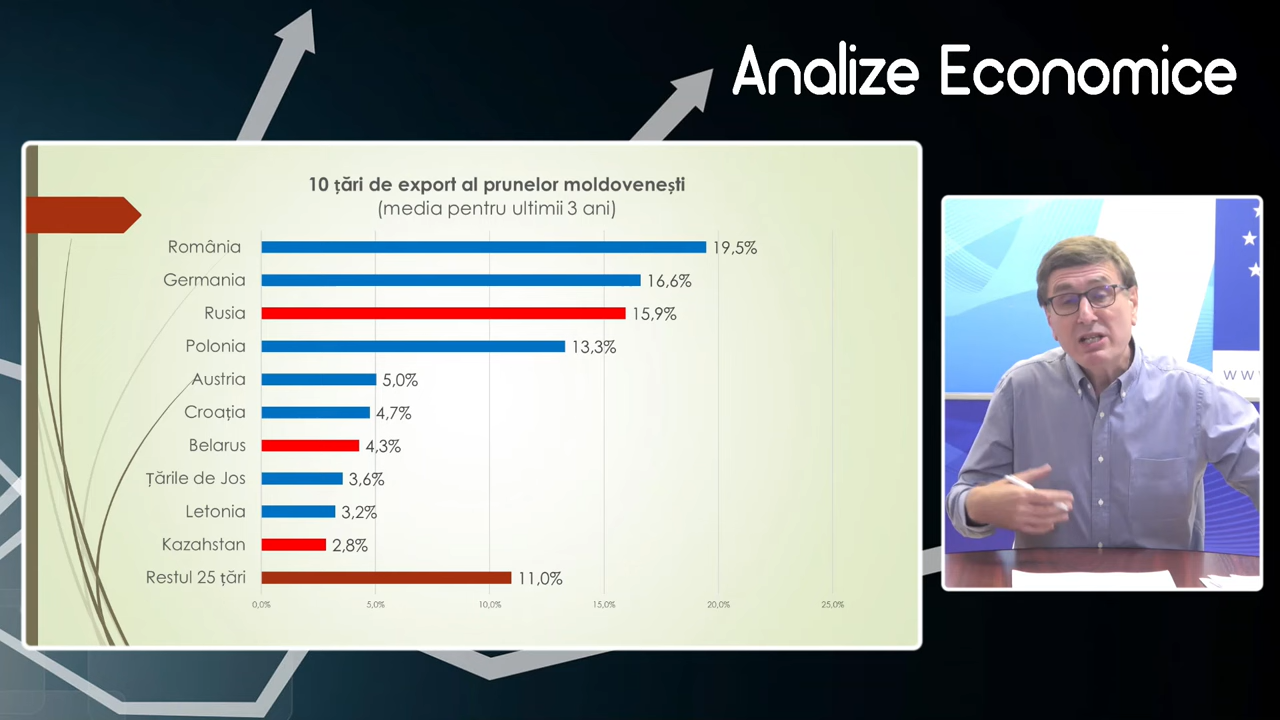 Analize Economice
10 țări de export al prunelor moldovenești
(media pentru ultimii 3 ani)
România 19,5%
Germania 16,6%
Rusia 15,9%
Polonia 13,3%
Austria 5,0%
Croația 4,7%
Belarus 4,3%
Țările de Jos 3,6%
Letonia 3,2%
Kazahstan 2,8%
Restul 25 țări 11,0%
0,0% 5,0% 10,0% 15,0% 20,0% 25,0%
WW